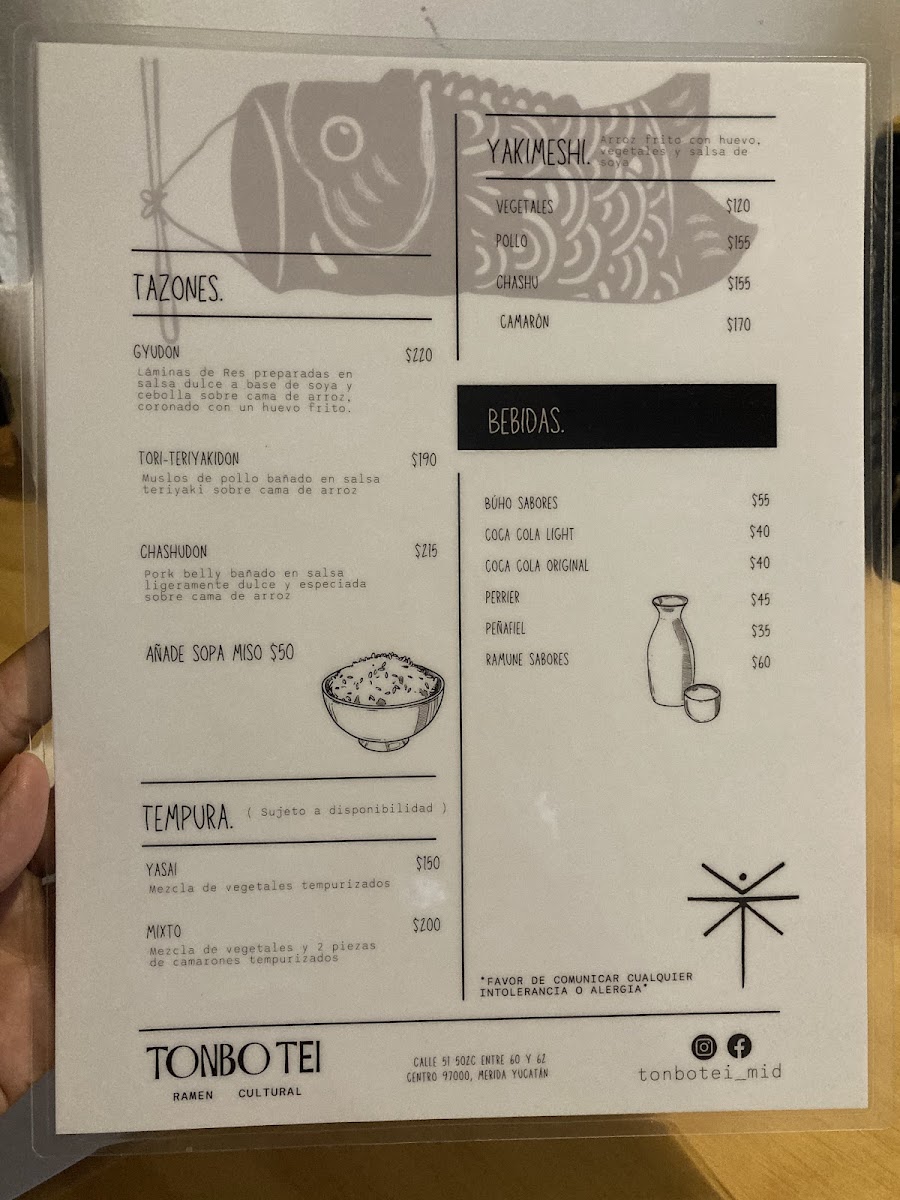 TAZONES.
GYUDON $220
Láminas de Res preparadas en
salsa dulce a base de soya y
cebolla sobre cama de arroz,
coronado con un huevo frito.
TORI-TERIYAKIDON $190
Muslos de pollo bañado en salsa
teriyaki sobre cama de arroz
CHASHUDON $215
Pork belly bañado en salsa
ligeramente dulce y especiada
sobre cama de arroz
AÑADE SOPA MISO $50
TEMPURA. ( Sujeto a disponibilidad )
YASAI $150
Mezcla de vegetales tempurizados
MIXTO $200
Mezcla de vegetales y 2 piezas
de camarones tempurizados
YAKIMESHI. Arroz frito con huevo,
vegetales y salsa de
soya
VEGETALES $120
POLLO $155
CHASHU $155
CAMARÒN $170
BEBIDAS.
BÚHO SABORES $55
COCA COLA LIGHT $40
COCA COLA ORIGINAL $40
PERRIER $45
PEÑAFIEL $35
RAMUNE SABORES $60
*FAVOR DE COMUNICAR CUALQUIER
INTOLERANCIA O ALERGIA*
TONBO TEI
RAMEN CULTURAL
CALLE 51 502C ENTRE 60 Y 62
CENTRO 97000, MERIDA YUCATÁN
tonbotei_mid